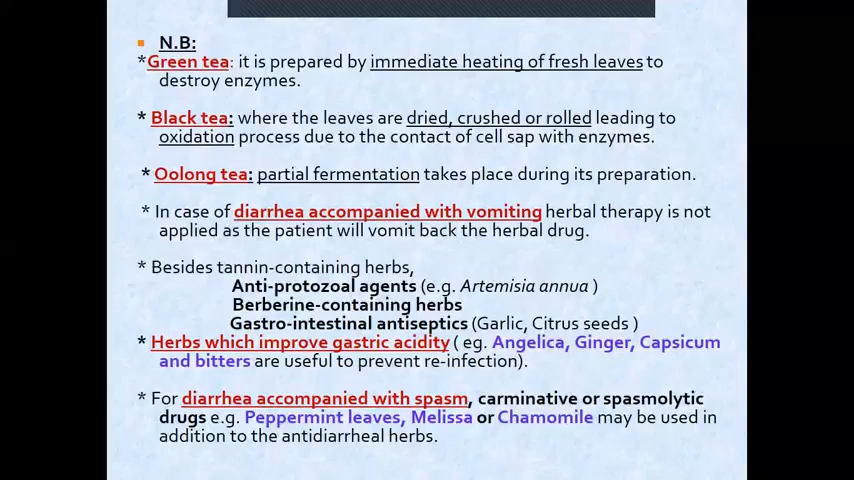 N.B:
*Green tea: it is prepared by immediate heating of fresh leaves to
destroy enzymes.
* Black tea: where the leaves are dried, crushed or rolled leading to
oxidation process due to the contact of cell sap with enzymes.
* Oolong tea: partial fermentation takes place during its preparation.
* In case of diarrhea accompanied with vomiting herbal therapy is not
applied as the patient will vomit back the herbal drug.
* Besides tannin-containing herbs,
Anti-protozoal agents (e.g. Artemisia annua )
Berberine-containing herbs
Gastro-intestinal antiseptics (Garlic, Citrus seeds )
* Herbs which improve gastric acidity ( eg. Angelica, Ginger, Capsicum
and bitters are useful to prevent re-infection).
* For diarrhea accompanied with spasm, carminative or spasmolytic
drugs e.g. Peppermint leaves, Melissa or Chamomile may be used in
addition to the antidiarrheal herbs.